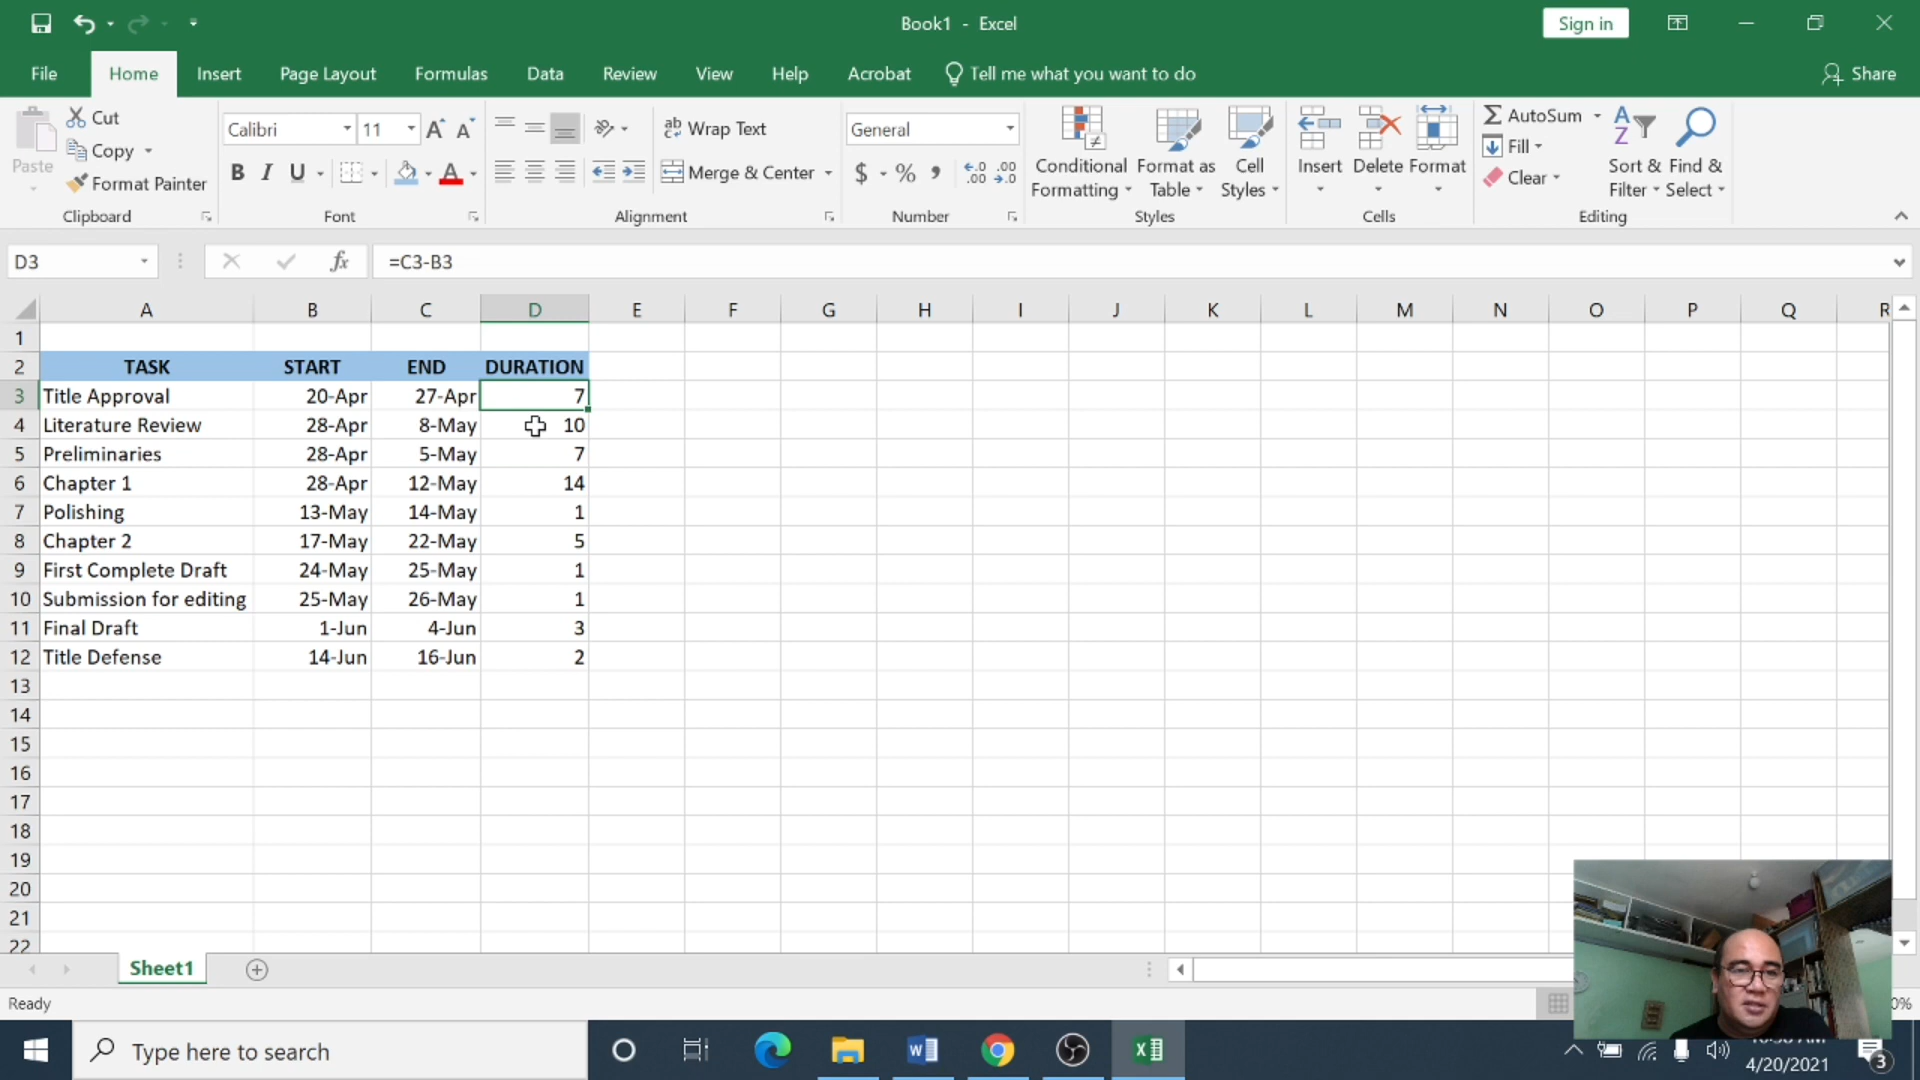 Book1 - Excel
Sign in
File Home Insert Page Layout Formulas Data Review View Help Acrobat Tell me what you want to do Share
Paste
Cut
Copy
Format Painter
Clipboard
Calibri 11
B I U
Font
Wrap Text
Merge & Center
Alignment
General
$ % ,
Number
Conditional Formatting
Format as Table
Cell Styles
Styles
Insert Delete Format
Cells
AutoSum
Fill
Clear
Sort & Filter
Find & Select
Editing
D3 fx =C3-B3
A B C D E F G H I J K L M N O P Q R
1
2 TASK START END DURATION
3 Title Approval 20-Apr 27-Apr 7
4 Literature Review 28-Apr 8-May 10
5 Preliminaries 28-Apr 5-May 7
6 Chapter 1 28-Apr 12-May 14
7 Polishing 13-May 14-May 1
8 Chapter 2 17-May 22-May 5
9 First Complete Draft 24-May 25-May 1
10 Submission for editing 25-May 26-May 1
11 Final Draft 1-Jun 4-Jun 3
12 Title Defense 14-Jun 16-Jun 2
13
14
15
16
17
18
19
20
21
22
Sheet1
Ready
Type here to search
4/20/2021
3